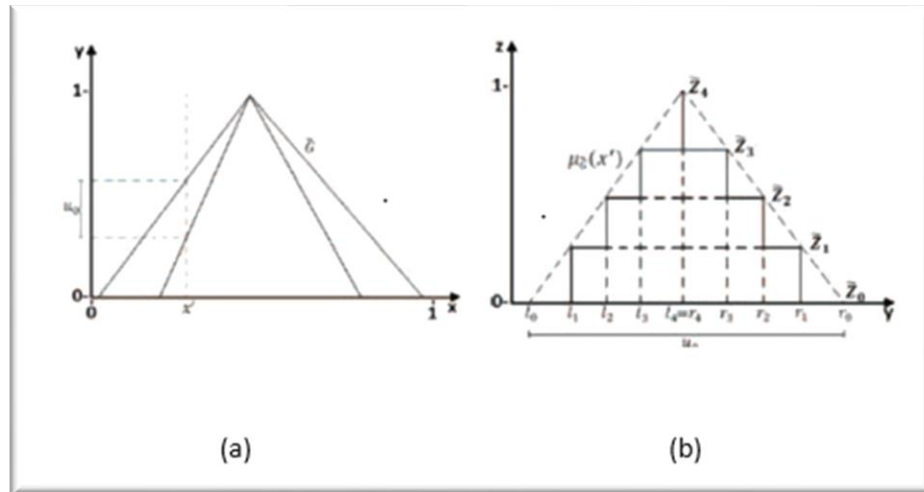 y
1-
G̃
u₀
0-
0 x' 1 x
(a)
z
1-
z̄₄
z̄₃
z̄₂
z̄₁
z̄₀
0-
l₀ l₁ l₂ l₃ l₄=r₄ r₃ r₂ r₁ r₀ y
(b)